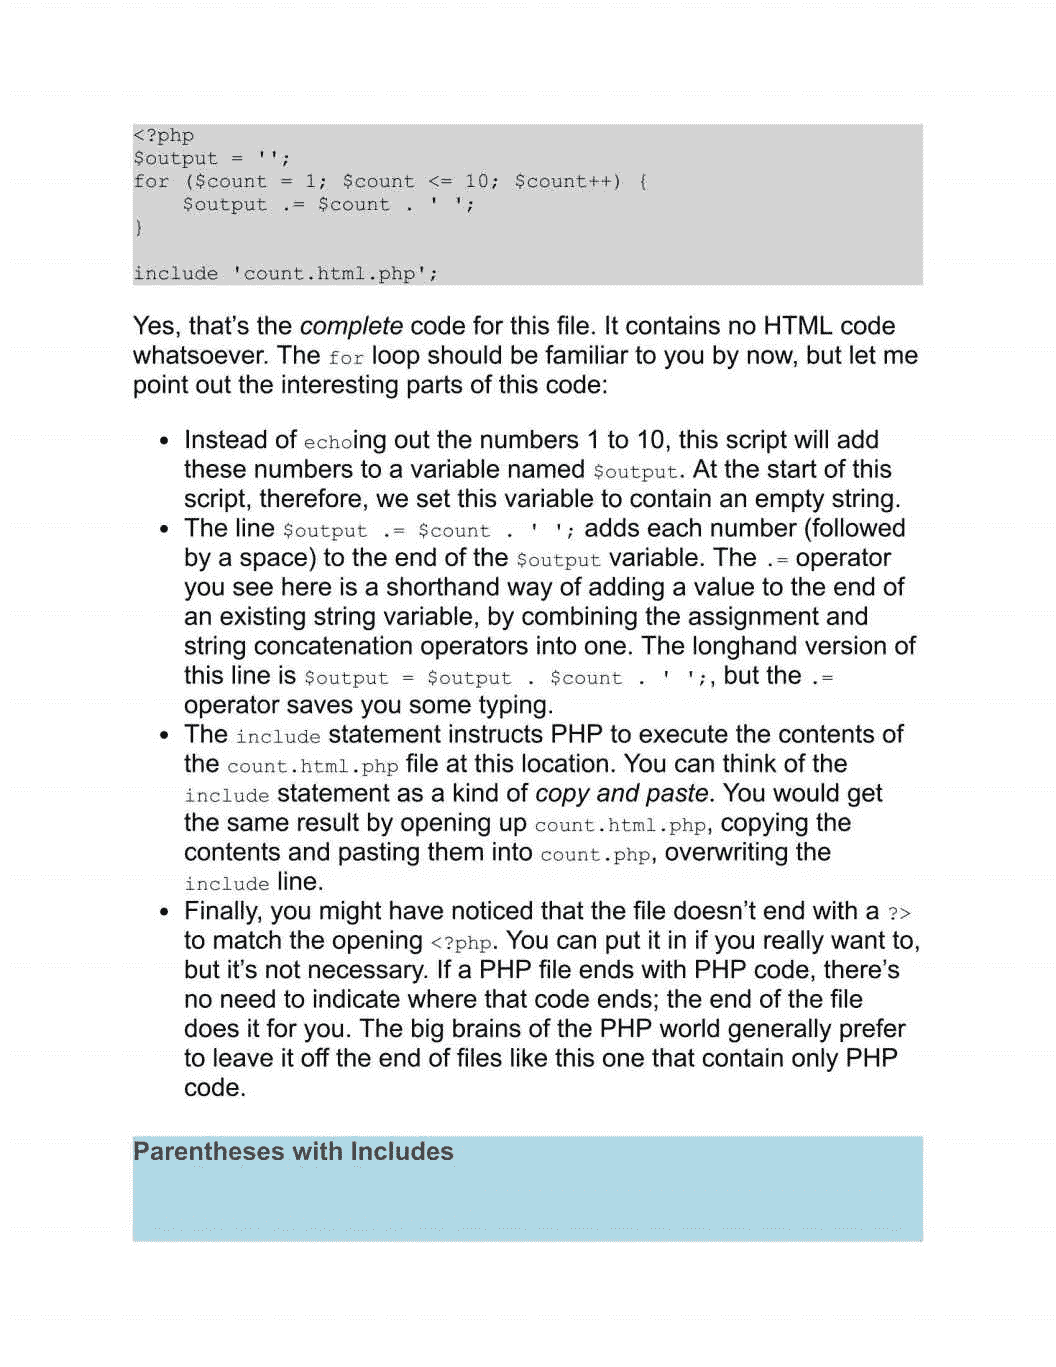 <?php
$output = '';
for ($count = 1; $count <= 10; $count++) {
    $output .= $count . ' ';
}
include 'count.html.php';
Yes, that's the complete code for this file. It contains no HTML code
whatsoever. The for loop should be familiar to you by now, but let me
point out the interesting parts of this code:
• Instead of echoing out the numbers 1 to 10, this script will add
these numbers to a variable named $output. At the start of this
script, therefore, we set this variable to contain an empty string.
• The line $output .= $count . ' '; adds each number (followed
by a space) to the end of the $output variable. The .= operator
you see here is a shorthand way of adding a value to the end of
an existing string variable, by combining the assignment and
string concatenation operators into one. The longhand version of
this line is $output = $output . $count . ' ';, but the .=
operator saves you some typing.
• The include statement instructs PHP to execute the contents of
the count.html.php file at this location. You can think of the
include statement as a kind of copy and paste. You would get
the same result by opening up count.html.php, copying the
contents and pasting them into count.php, overwriting the
include line.
• Finally, you might have noticed that the file doesn't end with a ?>
to match the opening <?php. You can put it in if you really want to,
but it's not necessary. If a PHP file ends with PHP code, there's
no need to indicate where that code ends; the end of the file
does it for you. The big brains of the PHP world generally prefer
to leave it off the end of files like this one that contain only PHP
code.
Parentheses with Includes